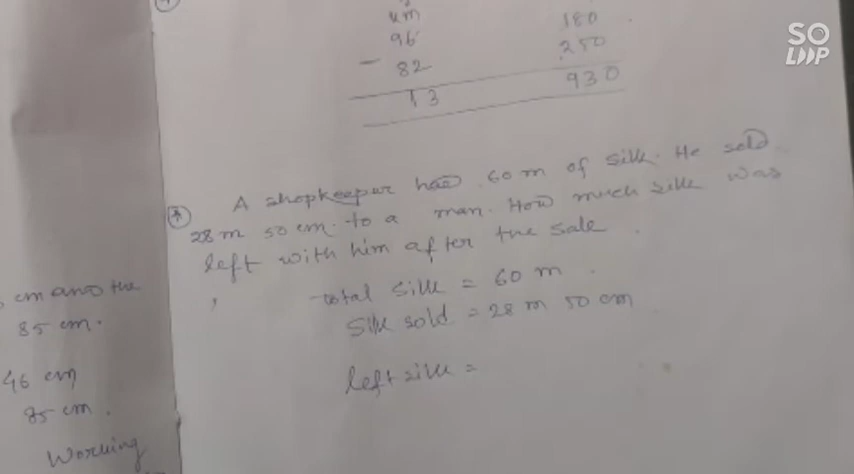 SO
LOOP
km
96 180
- 82 250
13 930
A shopkeeper had 60 m of silk. He sold
28 m 50 cm. to a man. How much silk was
left with him after the sale.
Total silk = 60 m.
Silk sold = 28 m 50 cm
left silk =
cm and the
85 cm.
46 cm
85 cm.
Working